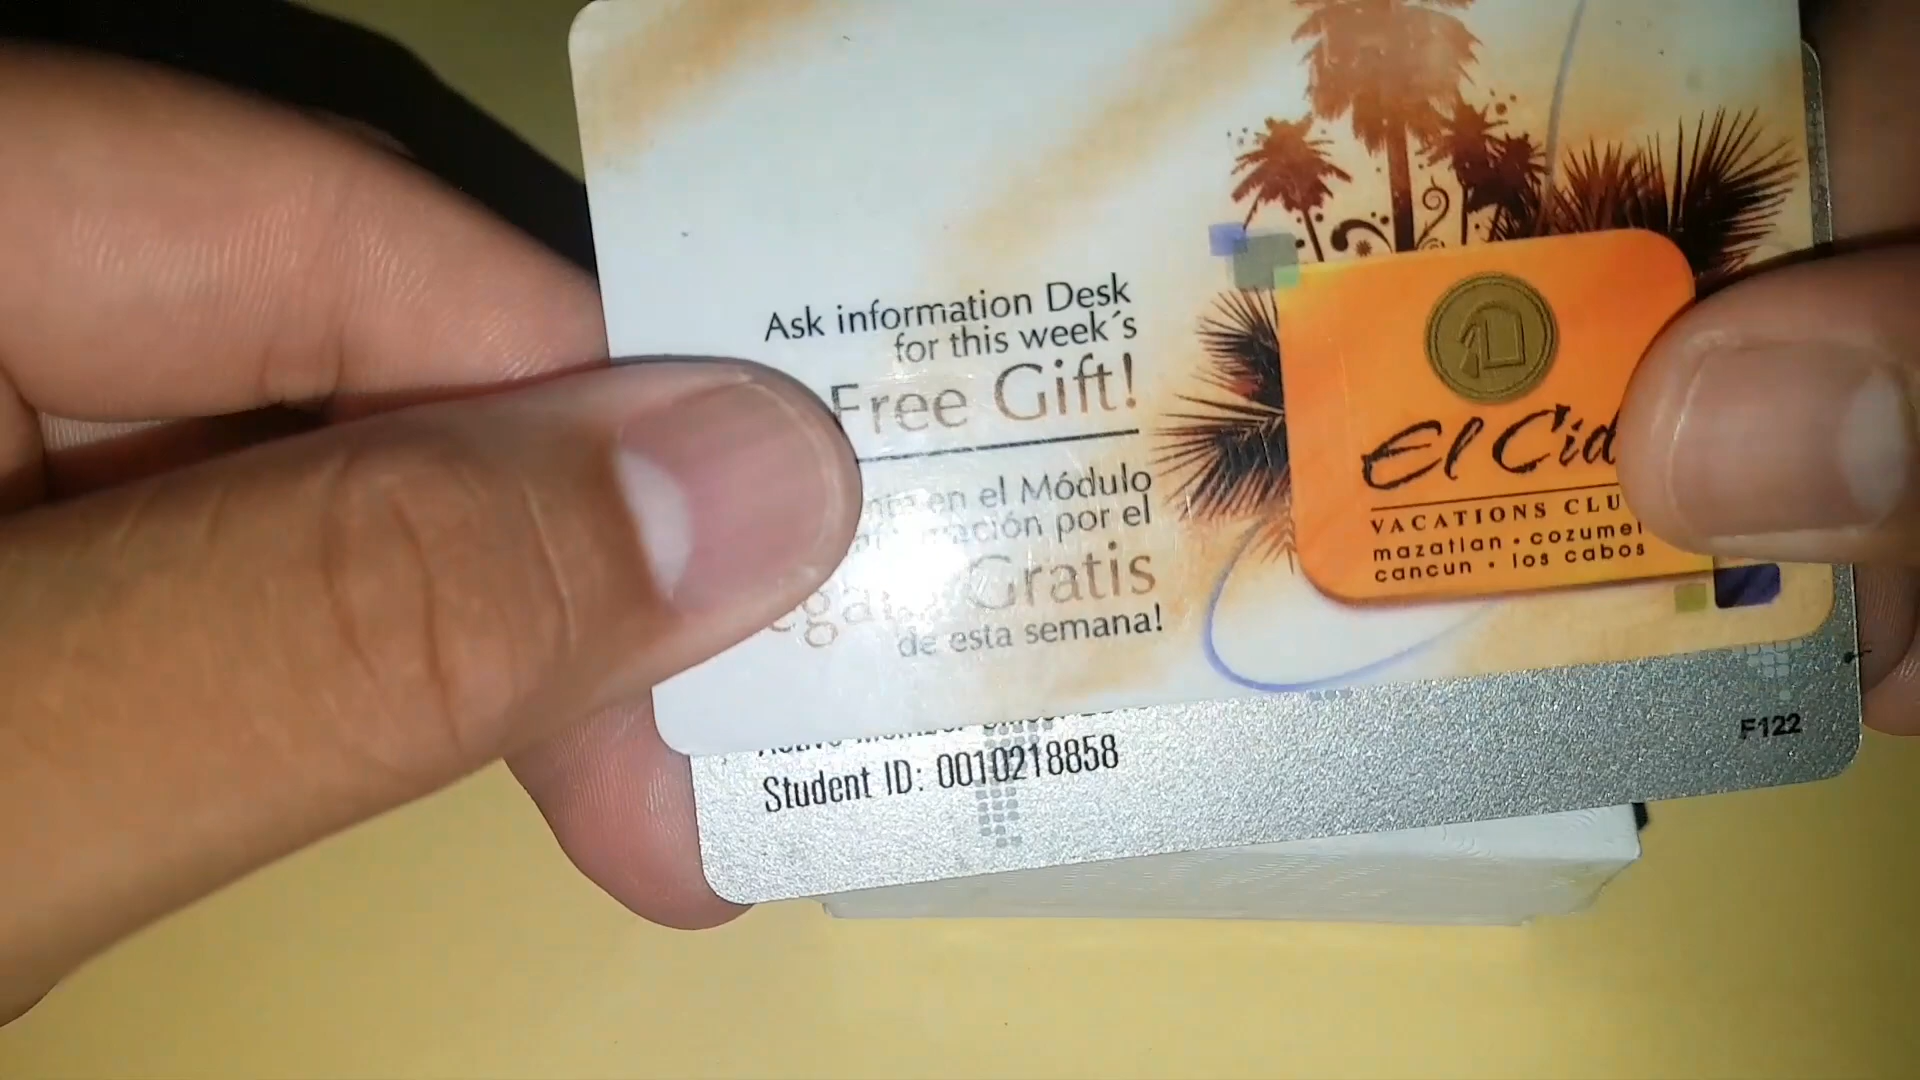 Ask information Desk
for this week´s
Free Gift!
en el Módulo
por el
Gratis
de esta semana!
El Cid
VACATIONS
mazatlan • cozumel
cancun • los cabos
Student ID: 0010218858
F122